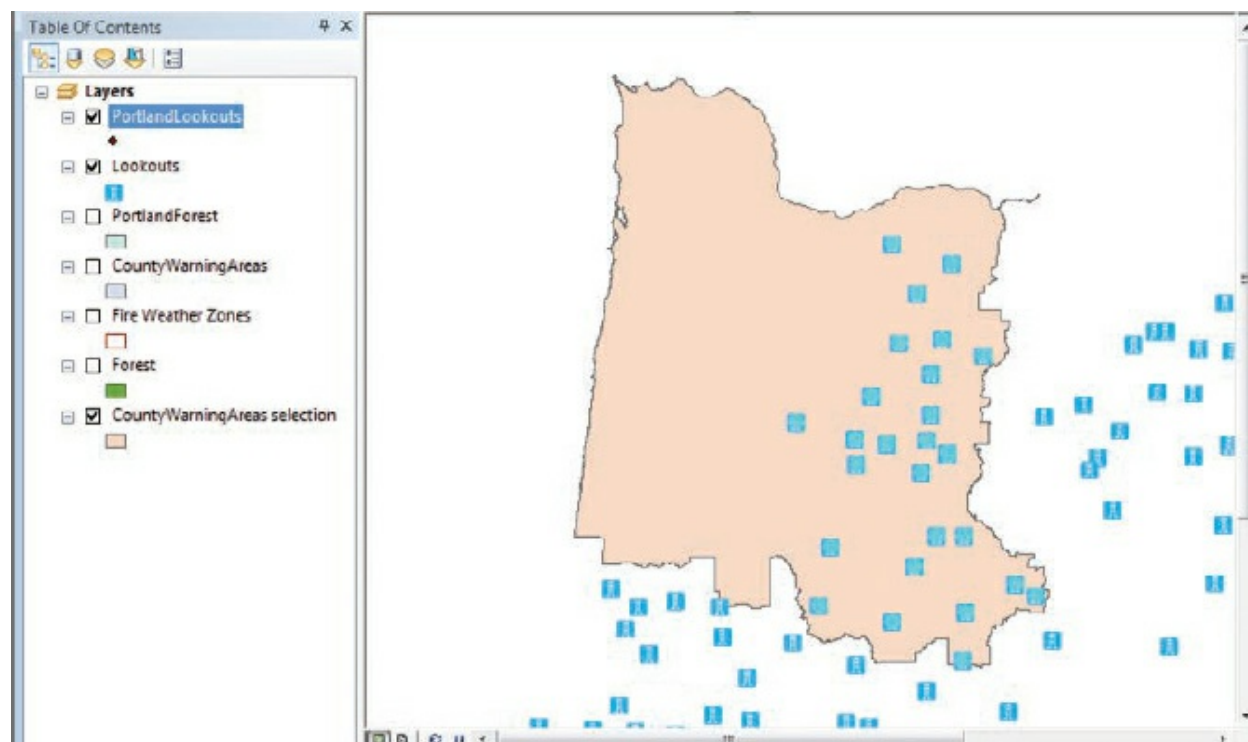 Table Of Contents
Layers
PortlandLookouts
Lookouts
PortlandForest
CountyWarningAreas
Fire Weather Zones
Forest
CountyWarningAreas selection